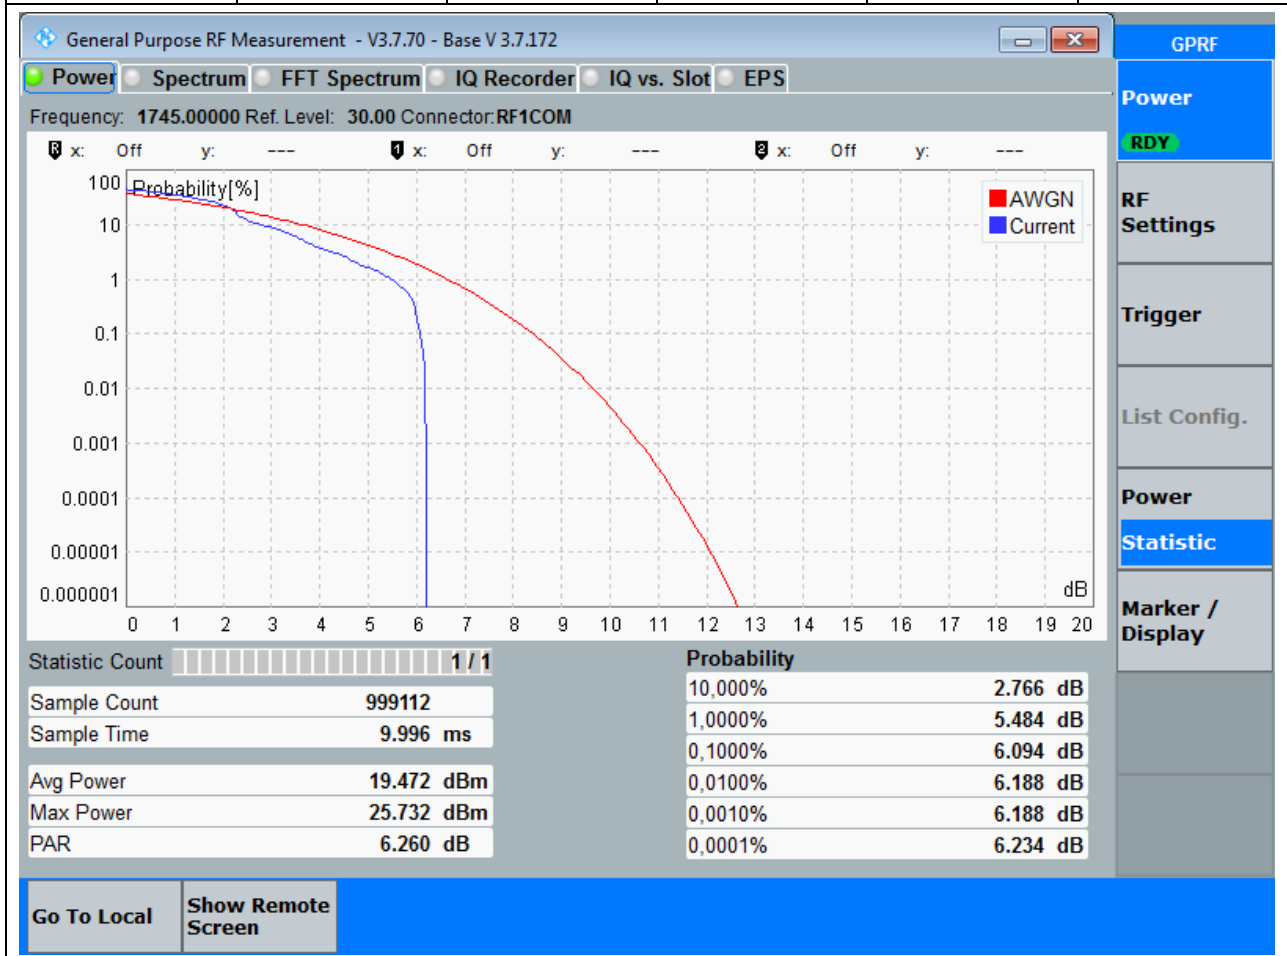 General Purpose RF Measurement - V3.7.70 - Base V 3.7.172
GPRF
Power Spectrum FFT Spectrum IQ Recorder IQ vs. Slot EPS
Frequency: 1745.00000 Ref. Level: 30.00 Connector: RF1COM
R x: Off y: --- 1 x: Off y: --- 2 x: Off y: ---
Probability[%]
AWGN
Current
100
10
1
0.1
0.01
0.001
0.0001
0.00001
0.000001
dB
0 1 2 3 4 5 6 7 8 9 10 11 12 13 14 15 16 17 18 19 20
Statistic Count 1 / 1
Sample Count 999112
Sample Time 9.996 ms
Avg Power 19.472 dBm
Max Power 25.732 dBm
PAR 6.260 dB
Probability
10,000% 2.766 dB
1,0000% 5.484 dB
0,1000% 6.094 dB
0,0100% 6.188 dB
0,0010% 6.188 dB
0,0001% 6.234 dB
Power
RDY
RF
Settings
Trigger
List Config.
Power
Statistic
Marker /
Display
Go To Local
Show Remote
Screen